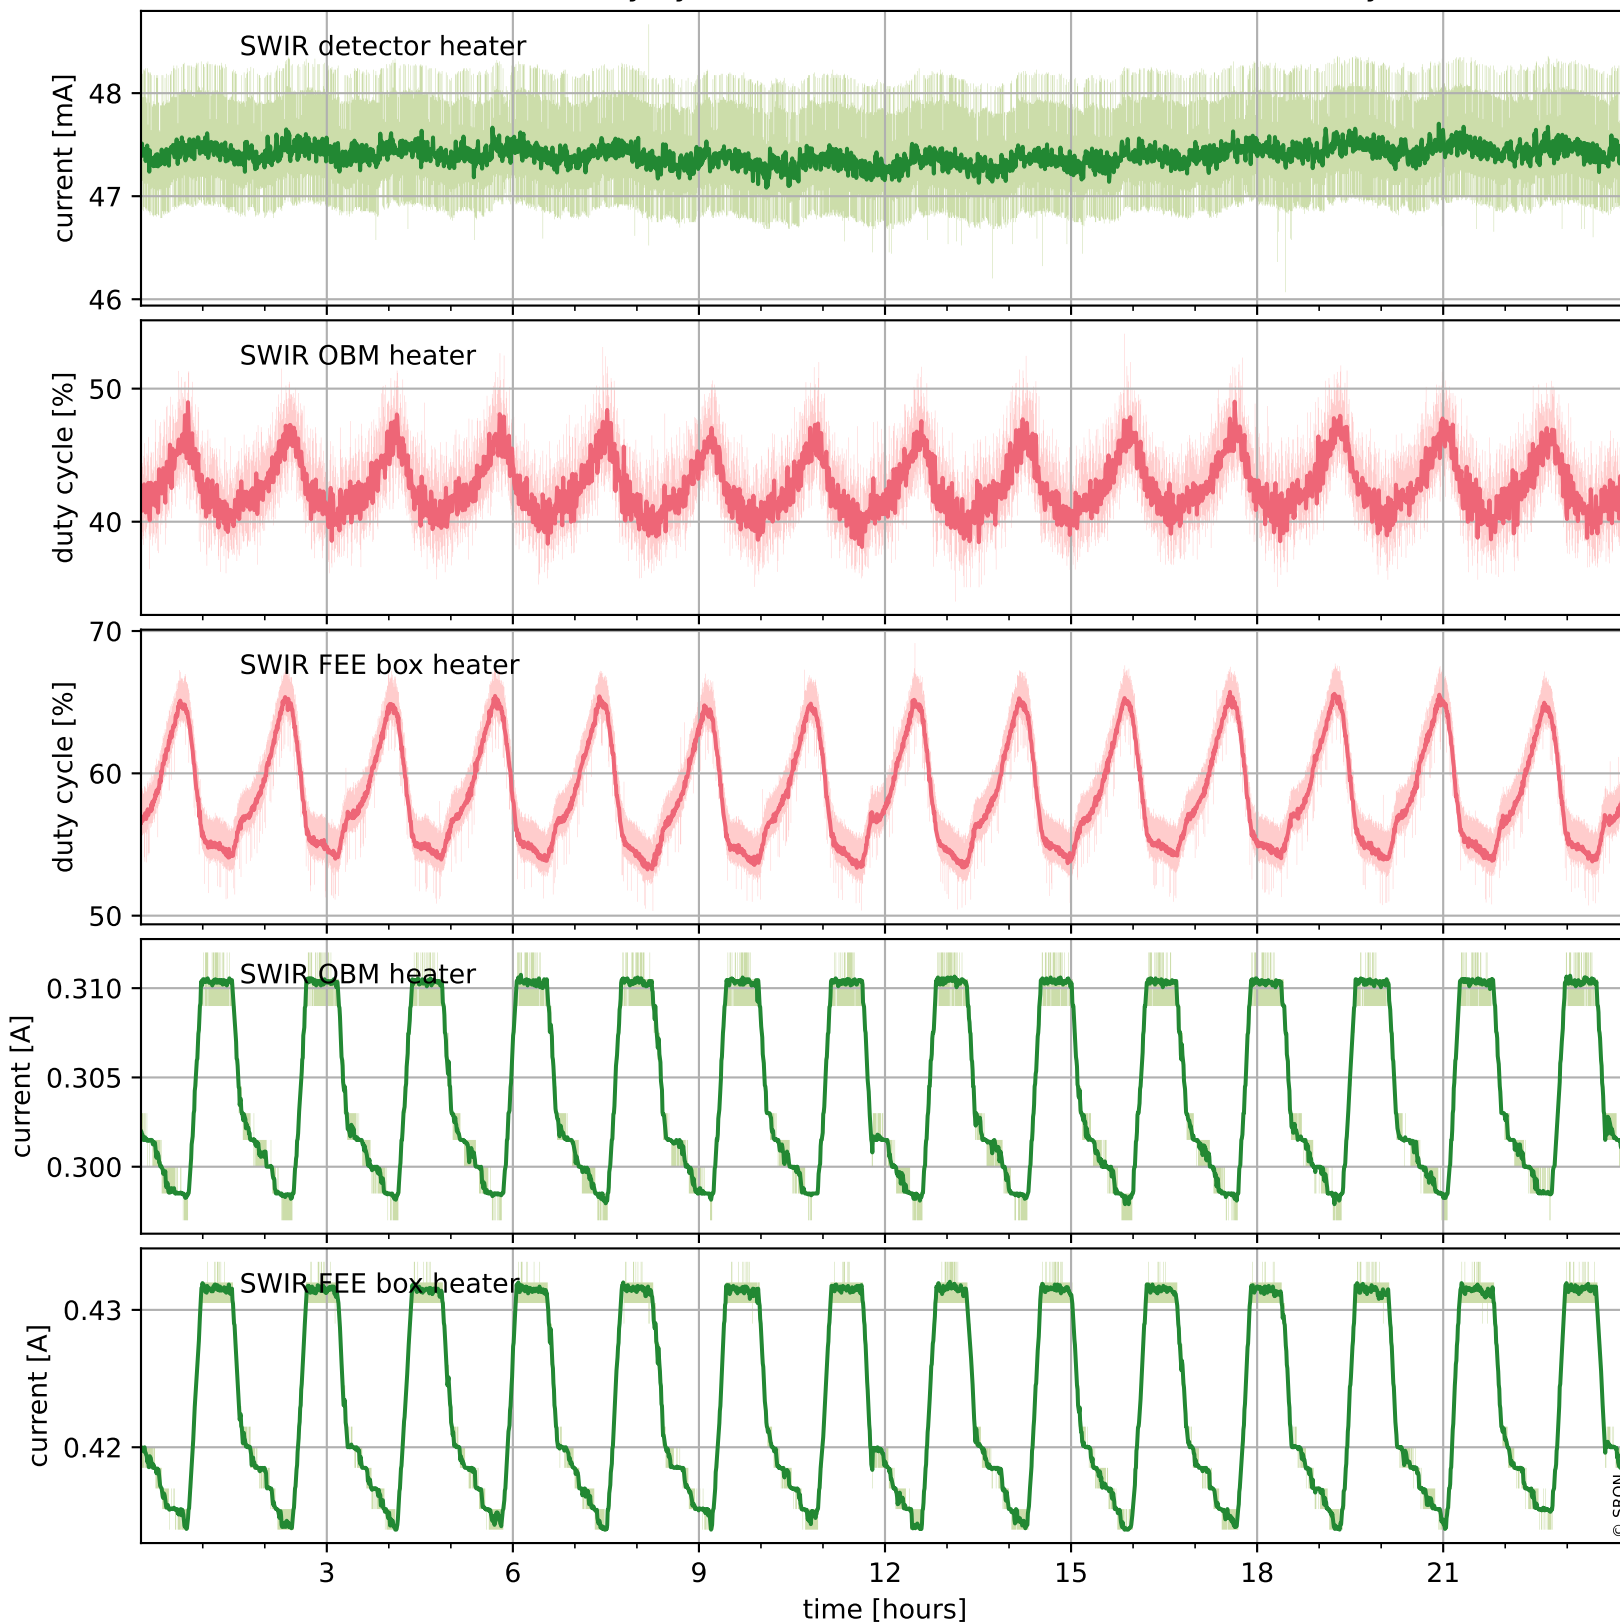 SWIR detector heater
current [mA]
48
47
46
SWIR OBM heater
duty cycle [%]
50
40
SWIR FEE box heater
duty cycle [%]
70
60
50
SWIR OBM heater
current [A]
0.310
0.305
0.300
SWIR FEE box heater
current [A]
0.43
0.42
3 6 9 12 15 18 21
time [hours]
© SRON